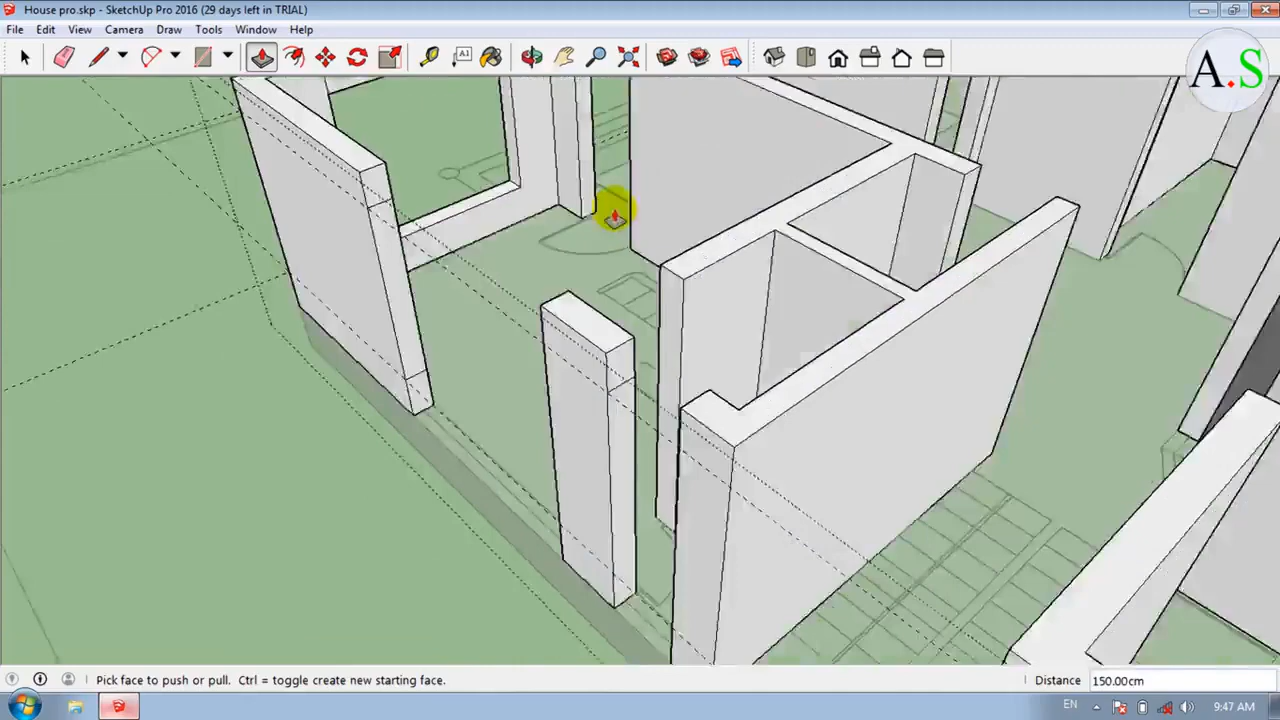 House pro.skp - SketchUp Pro 2016 (29 days left in TRIAL)
File Edit View Camera Draw Tools Window Help
A1
A.S
Pick face to push or pull. Ctrl = toggle create new starting face.
Distance 150.00cm
EN 9:47 AM